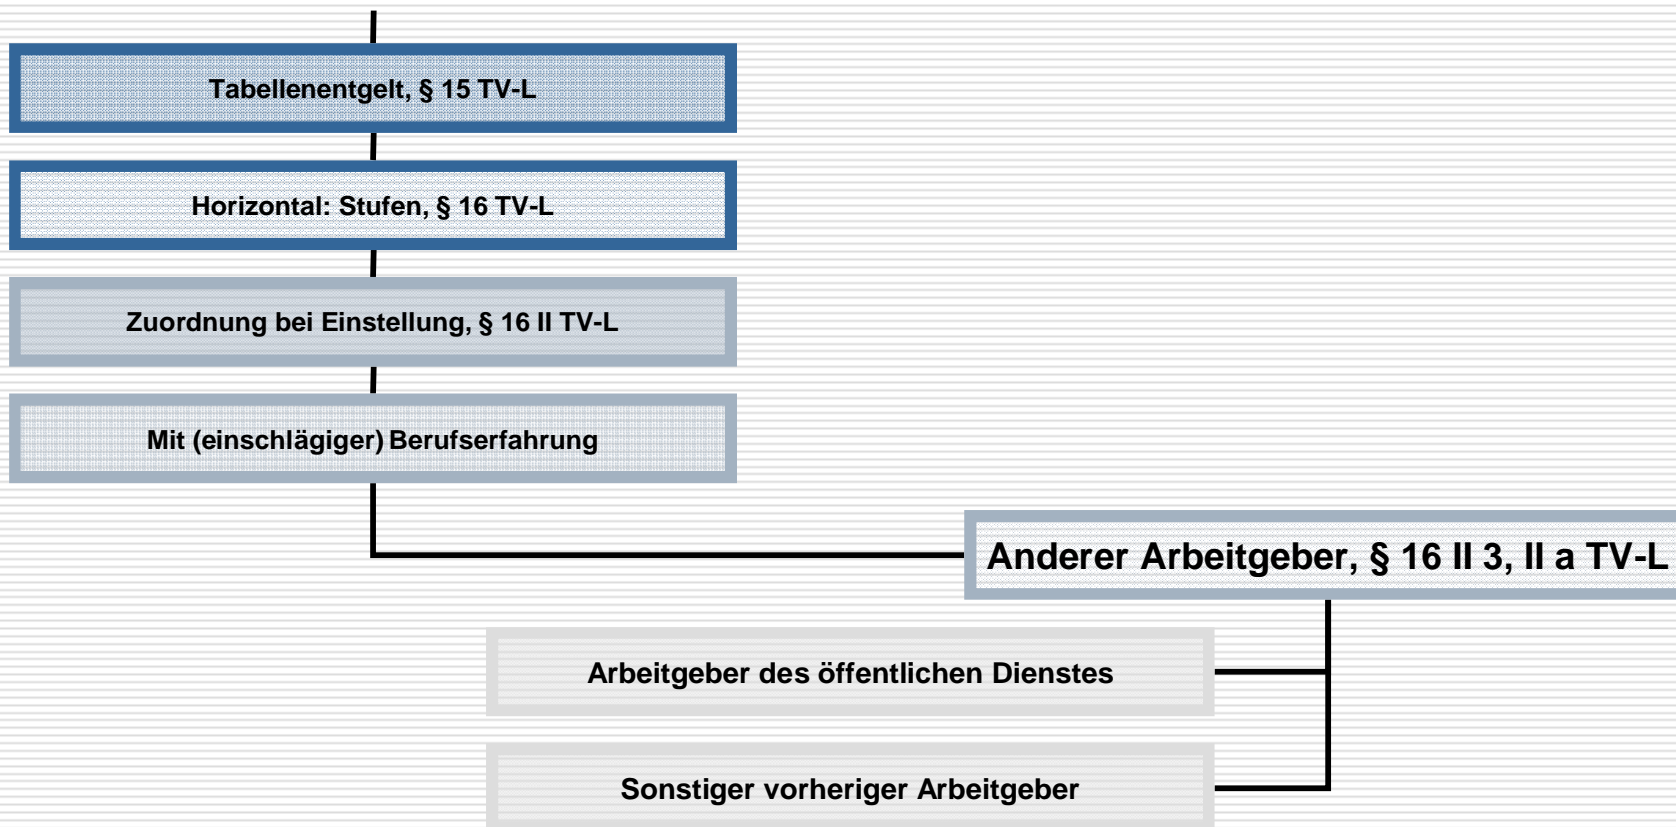 Tabellenentgelt, § 15 TV-L
Horizontal: Stufen, § 16 TV-L
Zuordnung bei Einstellung, § 16 II TV-L
Mit (einschlägiger) Berufserfahrung
Anderer Arbeitgeber, § 16 II 3, II a TV-L
Arbeitgeber des öffentlichen Dienstes
Sonstiger vorheriger Arbeitgeber